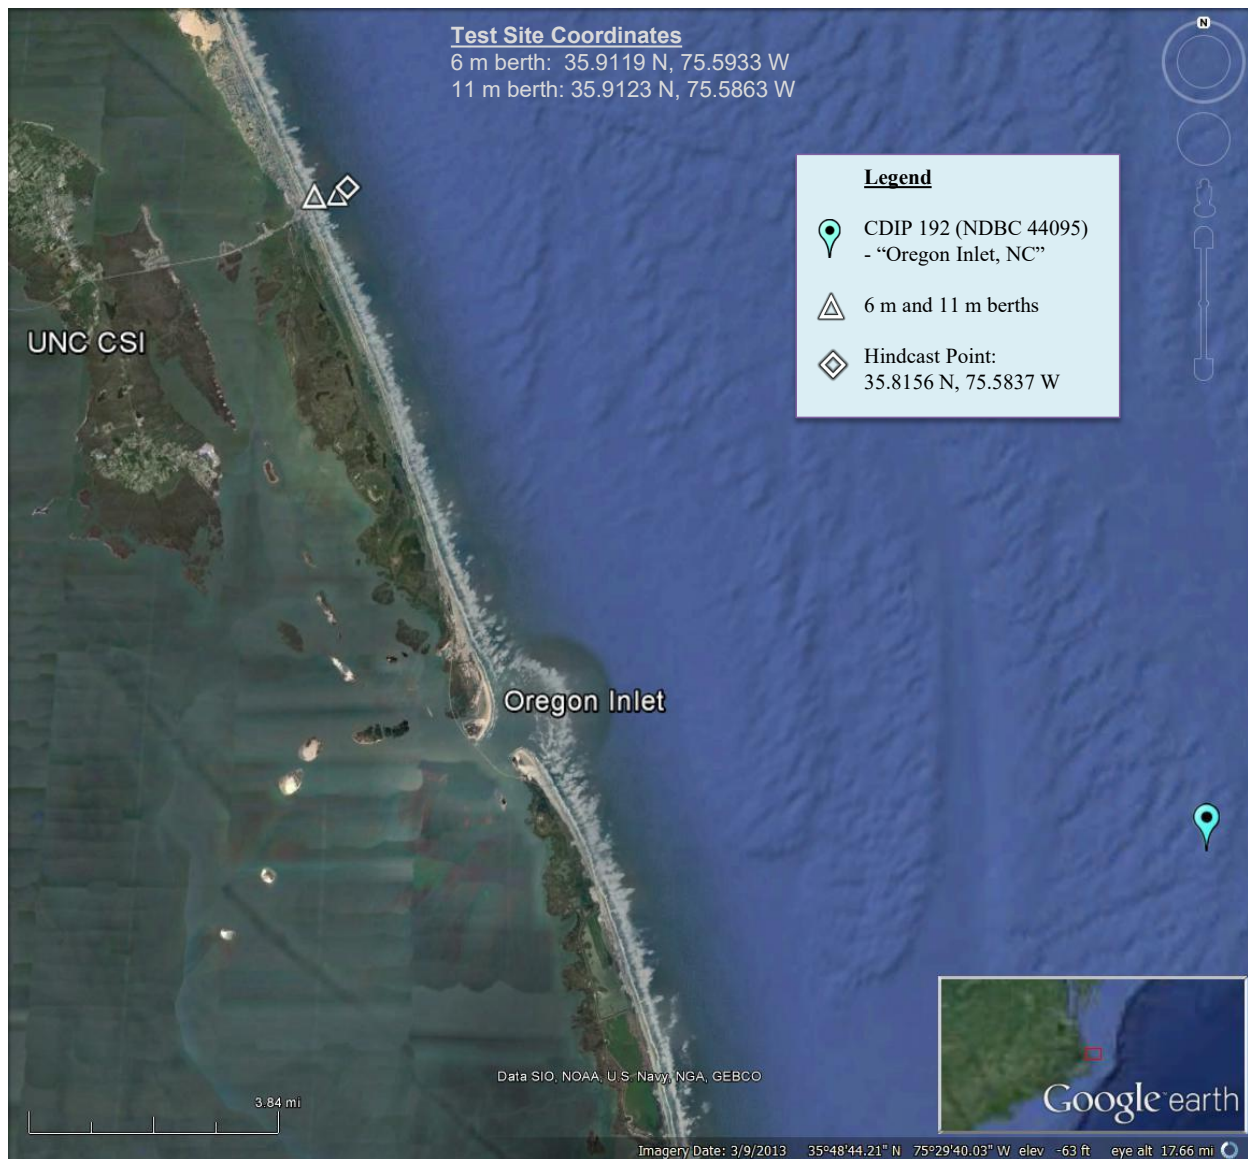 Test Site Coordinates
6 m berth: 35.9119 N, 75.5933 W
11 m berth: 35.9123 N, 75.5863 W
N
Legend
CDIP 192 (NDBC 44095)
- “Oregon Inlet, NC”
6 m and 11 m berths
Hindcast Point:
35.8156 N, 75.5837 W
UNC CSI
Oregon Inlet
Data SIO, NOAA, U.S. Navy, NGA, GEBCO
3.84 mi
Google earth
Imagery Date: 3/9/2013 35°48'44.21" N 75°29'40.03" W elev -63 ft eye alt 17.66 mi